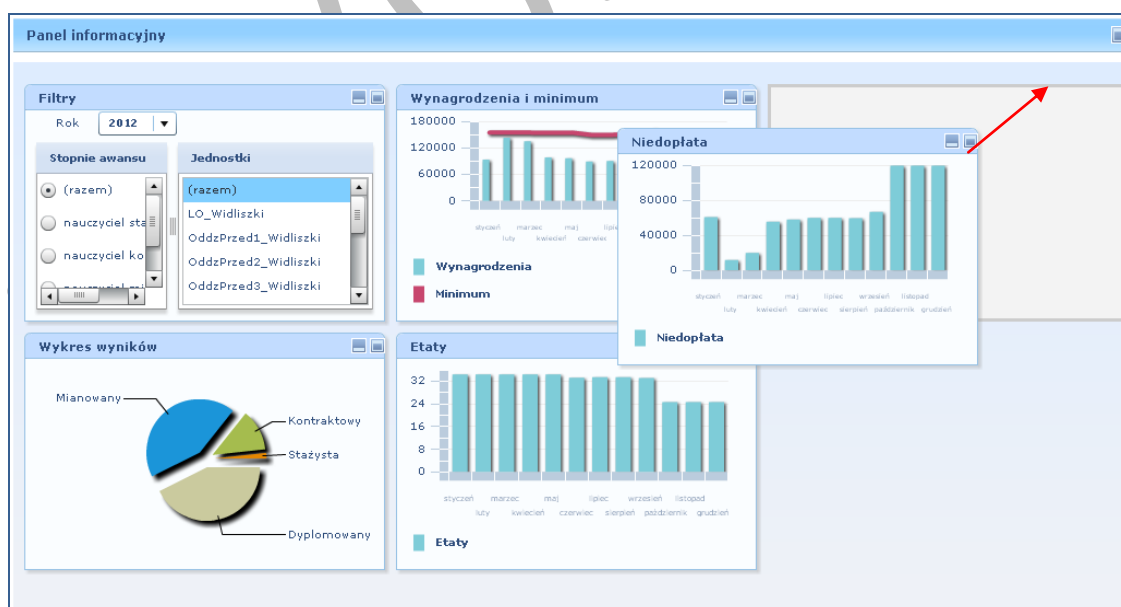 Panel informacyjny
Filtry
Rok 2012
Stopnie awansu
Jednostki
(razem)
nauczyciel sta
nauczyciel ko
(razem)
LO_Widliszki
OddzPrzed1_Widliszki
OddzPrzed2_Widliszki
OddzPrzed3_Widliszki
Wynagrodzenia i minimum
180000
120000
60000
0
styczeń marzec maj
luty kwiecień czerwiec
Wynagrodzenia
Minimum
Niedopłata
120000
80000
40000
0
styczeń marzec maj lipiec wrzesień listopad
luty kwiecień czerwiec sierpień październik grudzień
Niedopłata
Wykres wyników
Mianowany
Kontraktowy
Stażysta
Dyplomowany
Etaty
32
24
16
8
0
styczeń marzec maj lipiec wrzesień listopad
luty kwiecień czerwiec sierpień październik grudzień
Etaty